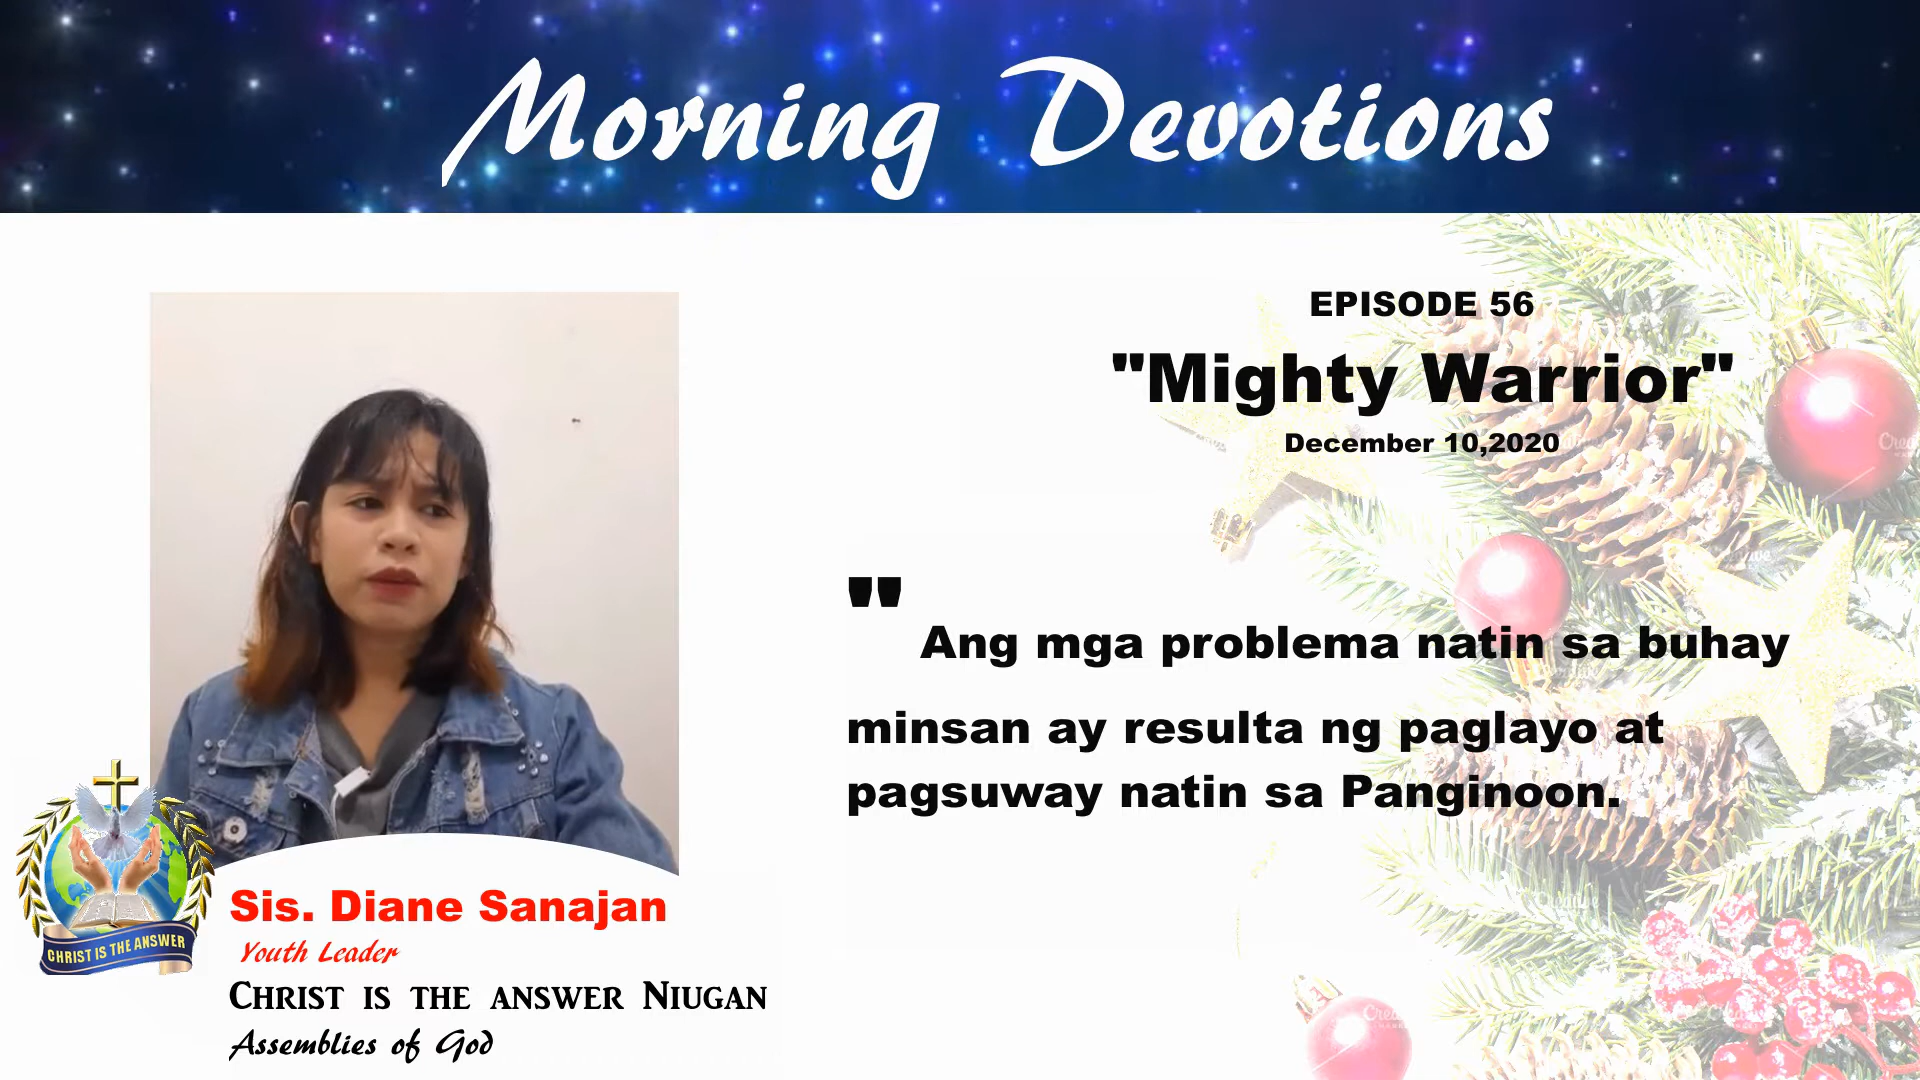 Morning Devotions
EPISODE 56
"Mighty Warrior"
December 10,2020
" Ang mga problema natin sa buhay
minsan ay resulta ng paglayo at
pagsuway natin sa Panginoon.
CHRIST IS THE ANSWER
Sis. Diane Sanajan
Youth Leader
CHRIST IS THE ANSWER NIUGAN
Assemblies of God